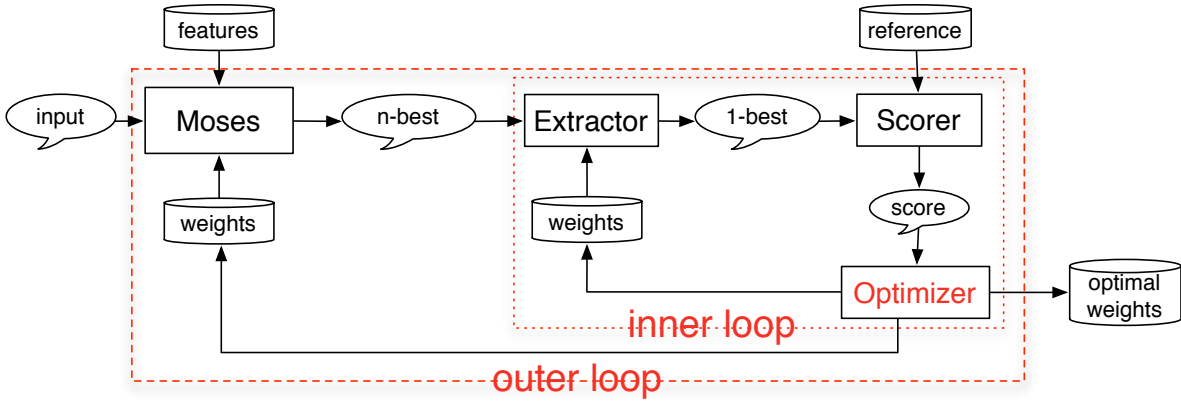 features
reference
input
Moses
n-best
Extractor
1-best
Scorer
weights
weights
score
Optimizer
optimal
weights
inner loop
outer loop